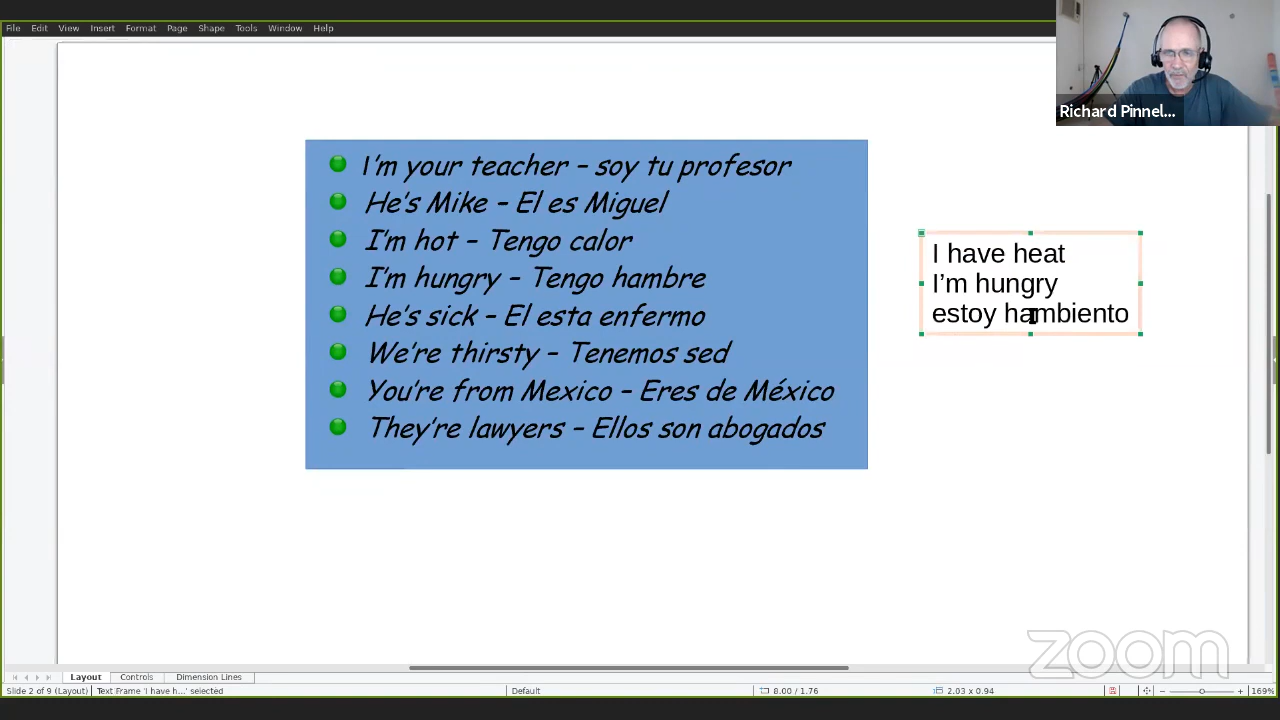 File Edit View Insert Format Page Shape Tools Window Help
Richard Pinnel...
I'm your teacher – soy tu profesor
He's Mike – El es Miguel
I'm hot – Tengo calor
I'm hungry – Tengo hambre
He's sick – El esta enfermo
We're thirsty – Tenemos sed
You're from Mexico – Eres de México
They're lawyers – Ellos son abogados
I have heat
I'm hungry
estoy hambiento
zoom
Layout Controls Dimension Lines
Slide 2 of 9 (Layout) Text Frame 'I have h...' selected Default 8.00 / 1.76 2.03 x 0.94 169%